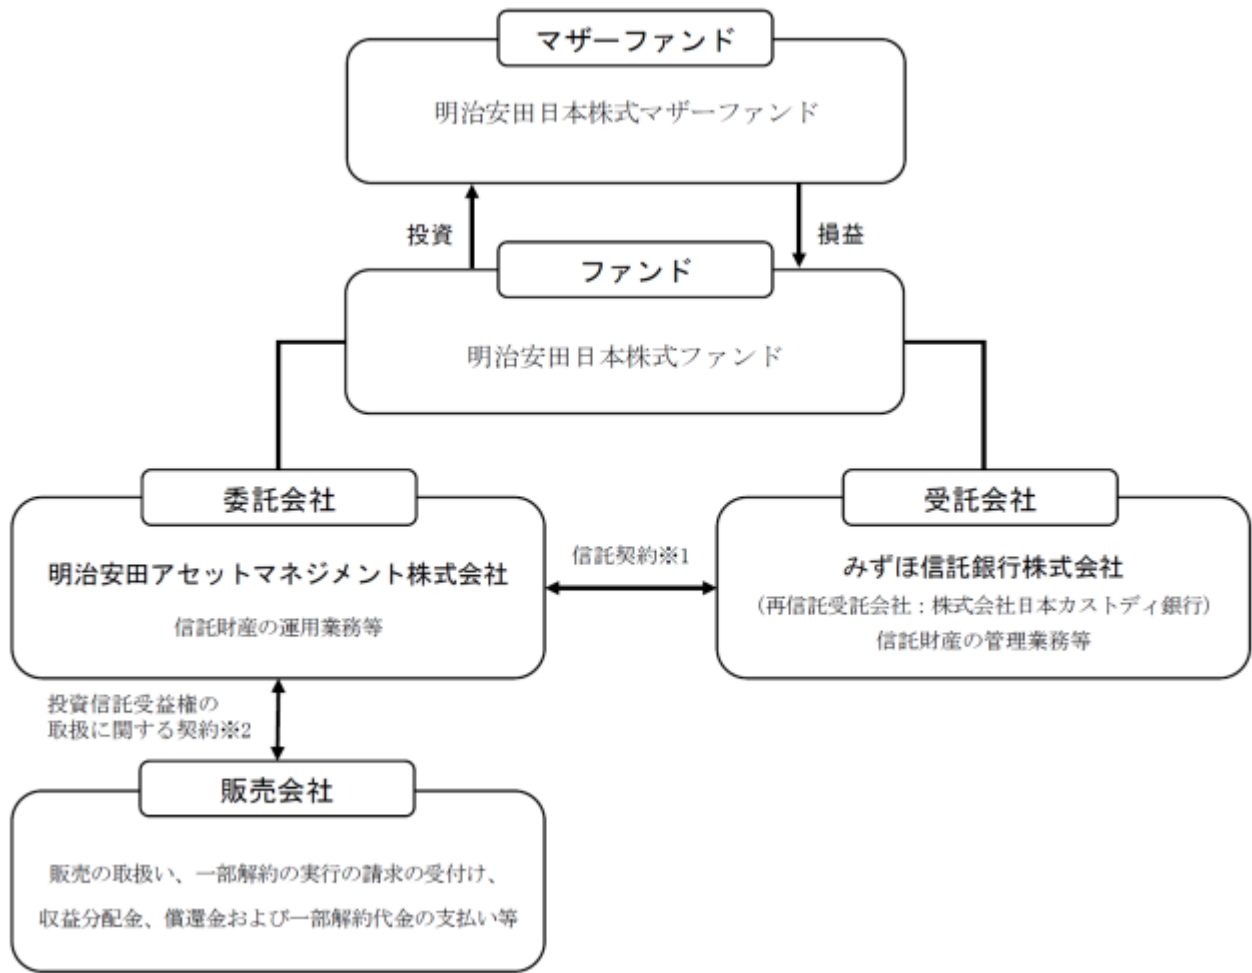 マザーファンド
明治安田日本株式マザーファンド
投資
損益
ファンド
明治安田日本株式ファンド
委託会社
明治安田アセットマネジメント株式会社
信託財産の運用業務等
信託契約※1
受託会社
みずほ信託銀行株式会社
（再信託受託会社：株式会社日本カストディ銀行）
信託財産の管理業務等
投資信託受益権の
取扱に関する契約※2
販売会社
販売の取扱い、一部解約の実行の請求の受付け、
収益分配金、償還金および一部解約代金の支払い等